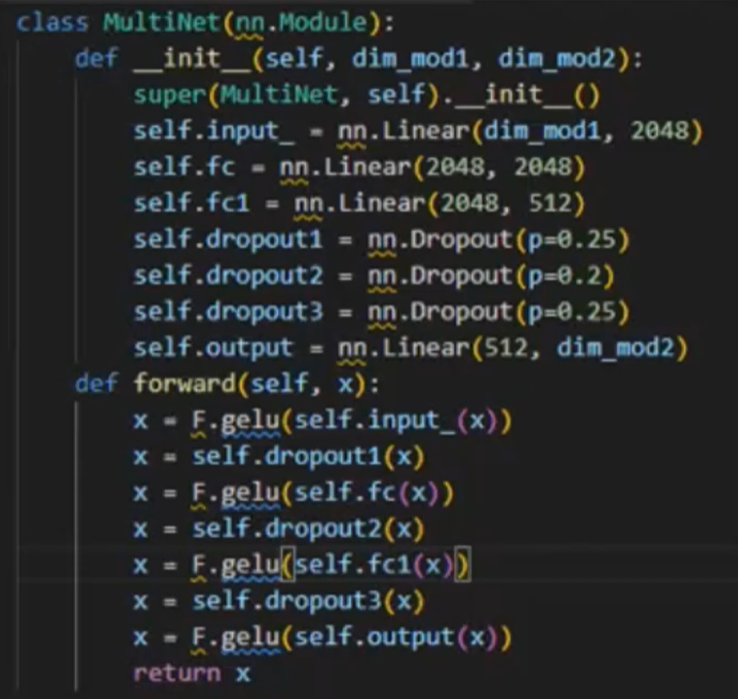 class MultiNet(nn.Module):
    def __init__(self, dim_mod1, dim_mod2):
        super(MultiNet, self).__init__()
        self.input_ = nn.Linear(dim_mod1, 2048)
        self.fc = nn.Linear(2048, 2048)
        self.fc1 = nn.Linear(2048, 512)
        self.dropout1 = nn.Dropout(p=0.25)
        self.dropout2 = nn.Dropout(p=0.2)
        self.dropout3 = nn.Dropout(p=0.25)
        self.output = nn.Linear(512, dim_mod2)
    def forward(self, x):
        x = F.gelu(self.input_(x))
        x = self.dropout1(x)
        x = F.gelu(self.fc(x))
        x = self.dropout2(x)
        x = F.gelu(self.fc1(x))
        x = self.dropout3(x)
        x = F.gelu(self.output(x))
        return x